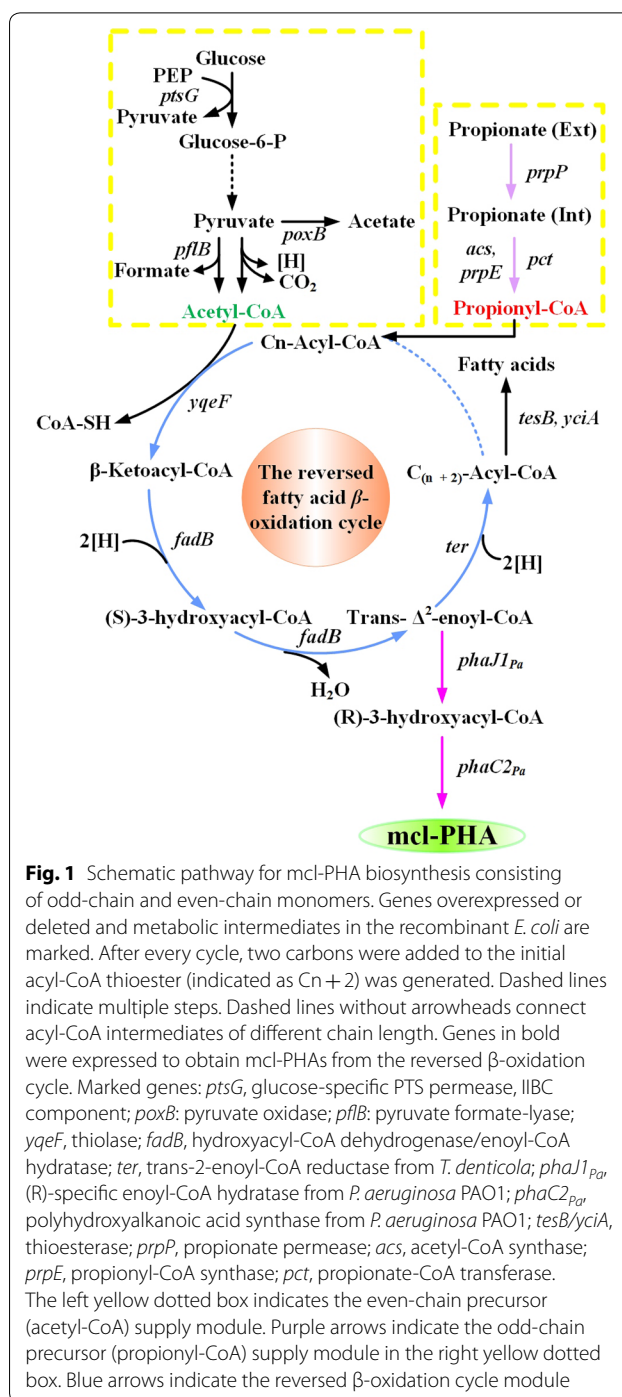 Glucose
PEP
ptsG
Pyruvate
Glucose-6-P
Pyruvate
poxB
Acetate
pflB
[H]
Formate
CO₂
Acetyl-CoA
Propionate (Ext)
prpP
Propionate (Int)
acs,
prpE
pct
Propionyl-CoA
Cn-Acyl-CoA
Fatty acids
yqeF
CoA-SH
tesB, yciA
β-Ketoacyl-CoA
The reversed
fatty acid β-
oxidation cycle
C(n + 2)-Acyl-CoA
2[H]
fadB
ter
2[H]
(S)-3-hydroxyacyl-CoA
Trans- Δ²-enoyl-CoA
fadB
H₂O
phaJ1Pa
(R)-3-hydroxyacyl-CoA
phaC2Pa
mcl-PHA
Fig. 1 Schematic pathway for mcl-PHA biosynthesis consisting
of odd-chain and even-chain monomers. Genes overexpressed or
deleted and metabolic intermediates in the recombinant E. coli are
marked. After every cycle, two carbons were added to the initial
acyl-CoA thioester (indicated as Cn + 2) was generated. Dashed lines
indicate multiple steps. Dashed lines without arrowheads connect
acyl-CoA intermediates of different chain length. Genes in bold
were expressed to obtain mcl-PHAs from the reversed β-oxidation
cycle. Marked genes: ptsG, glucose-specific PTS permease, IIBC
component; poxB: pyruvate oxidase; pflB: pyruvate formate-lyase;
yqeF, thiolase; fadB, hydroxyacyl-CoA dehydrogenase/enoyl-CoA
hydratase; ter, trans-2-enoyl-CoA reductase from T. denticola; phaJ1Pa,
(R)-specific enoyl-CoA hydratase from P. aeruginosa PAO1; phaC2Pa,
polyhydroxyalkanoic acid synthase from P. aeruginosa PAO1; tesB/yciA,
thioesterase; prpP, propionate permease; acs, acetyl-CoA synthase;
prpE, propionyl-CoA synthase; pct, propionate-CoA transferase.
The left yellow dotted box indicates the even-chain precursor
(acetyl-CoA) supply module. Purple arrows indicate the odd-chain
precursor (propionyl-CoA) supply module in the right yellow dotted
box. Blue arrows indicate the reversed β-oxidation cycle module